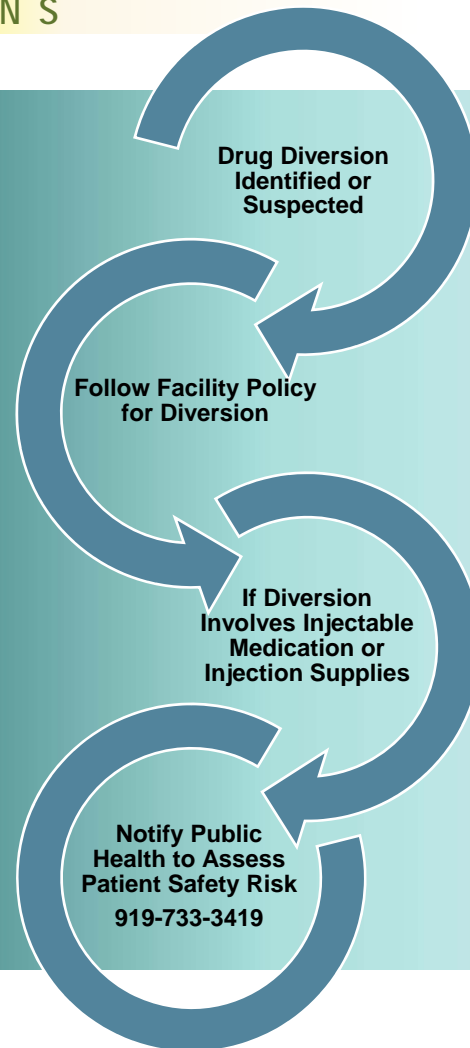 N S
Drug Diversion
Identified or
Suspected
Follow Facility Policy
for Diversion
If Diversion
Involves Injectable
Medication or
Injection Supplies
Notify Public
Health to Assess
Patient Safety Risk
919-733-3419